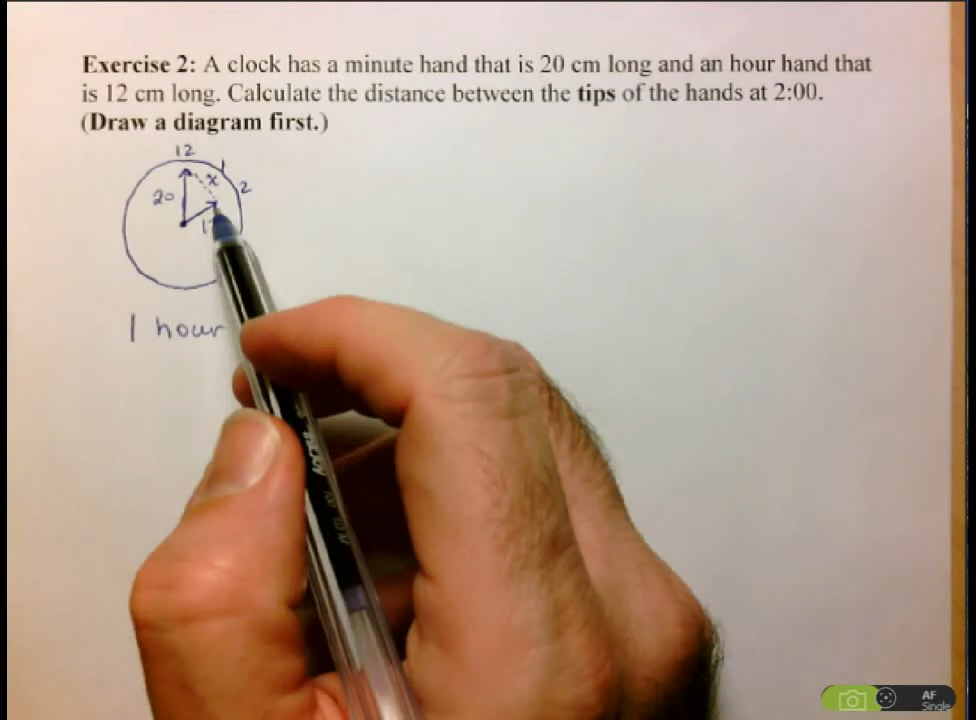 Exercise 2: A clock has a minute hand that is 20 cm long and an hour hand that
is 12 cm long. Calculate the distance between the tips of the hands at 2:00.
(Draw a diagram first.)
12
1
x
2
20
1 hour
AF
Single